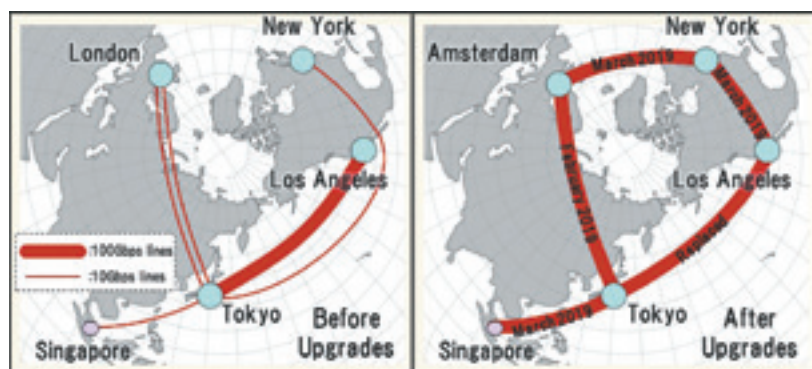 London
New York
Los Angeles
:100Gbps lines
:10Gbps lines
Tokyo
Singapore
Before
Upgrades
Amsterdam
New York
March 2019
March 2019
February 2019
Los Angeles
Replaced
Tokyo
March 2019
Singapore
After
Upgrades